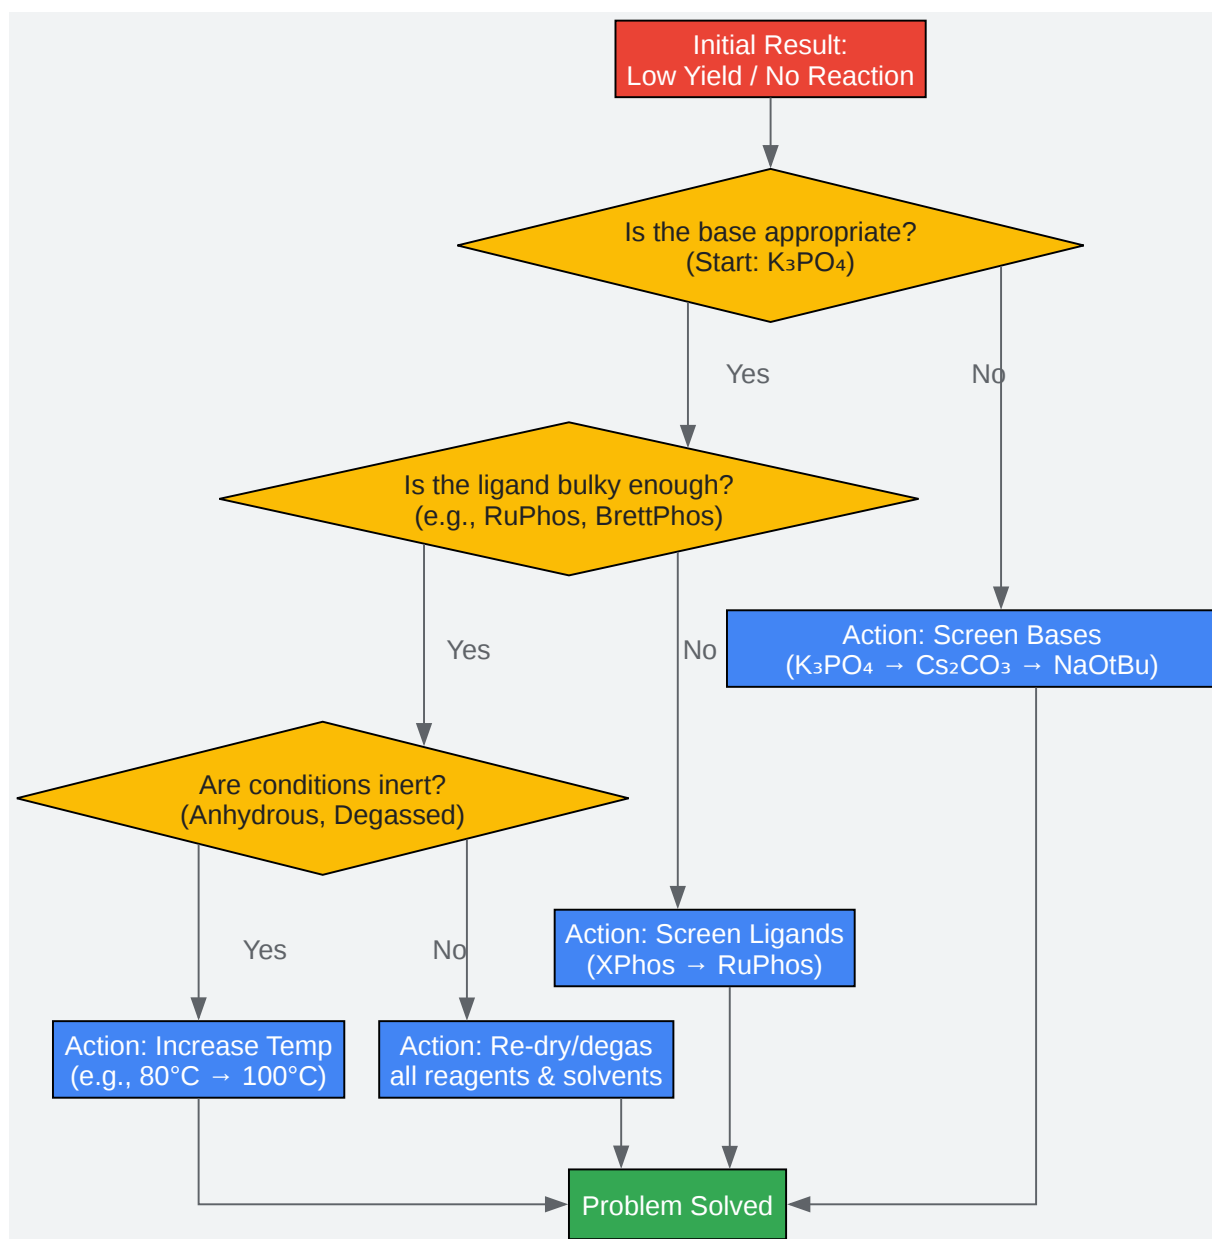 Initial Result:
Low Yield / No Reaction
Is the base appropriate?
(Start: K₃PO₄)
Yes
No
Is the ligand bulky enough?
(e.g., RuPhos, BrettPhos)
Action: Screen Bases
(K₃PO₄ → Cs₂CO₃ → NaOtBu)
Yes
No
Are conditions inert?
(Anhydrous, Degassed)
Yes
No
Action: Screen Ligands
(XPhos → RuPhos)
Action: Increase Temp
(e.g., 80°C → 100°C)
Action: Re-dry/degas
all reagents & solvents
Problem Solved